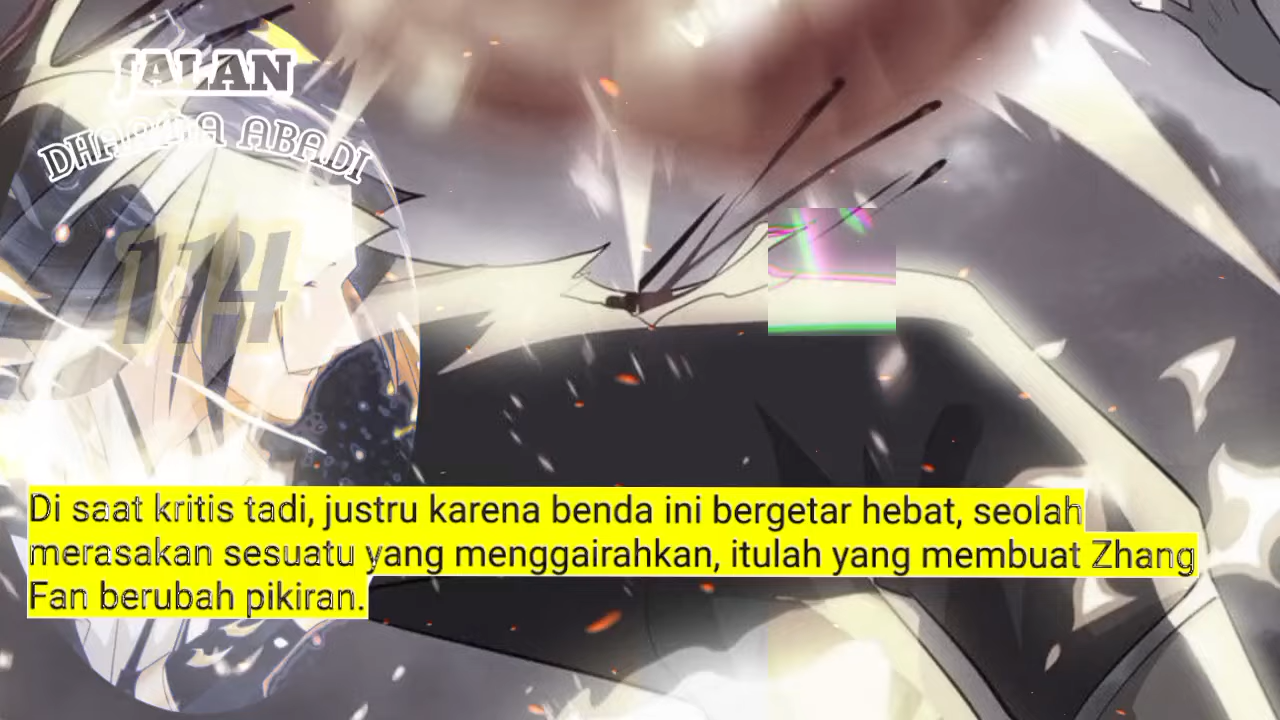 JALAN
DHARMA ABADI
114
Di saat kritis tadi, justru karena benda ini bergetar hebat, seolah
merasakan sesuatu yang menggairahkan, itulah yang membuat Zhang
Fan berubah pikiran.